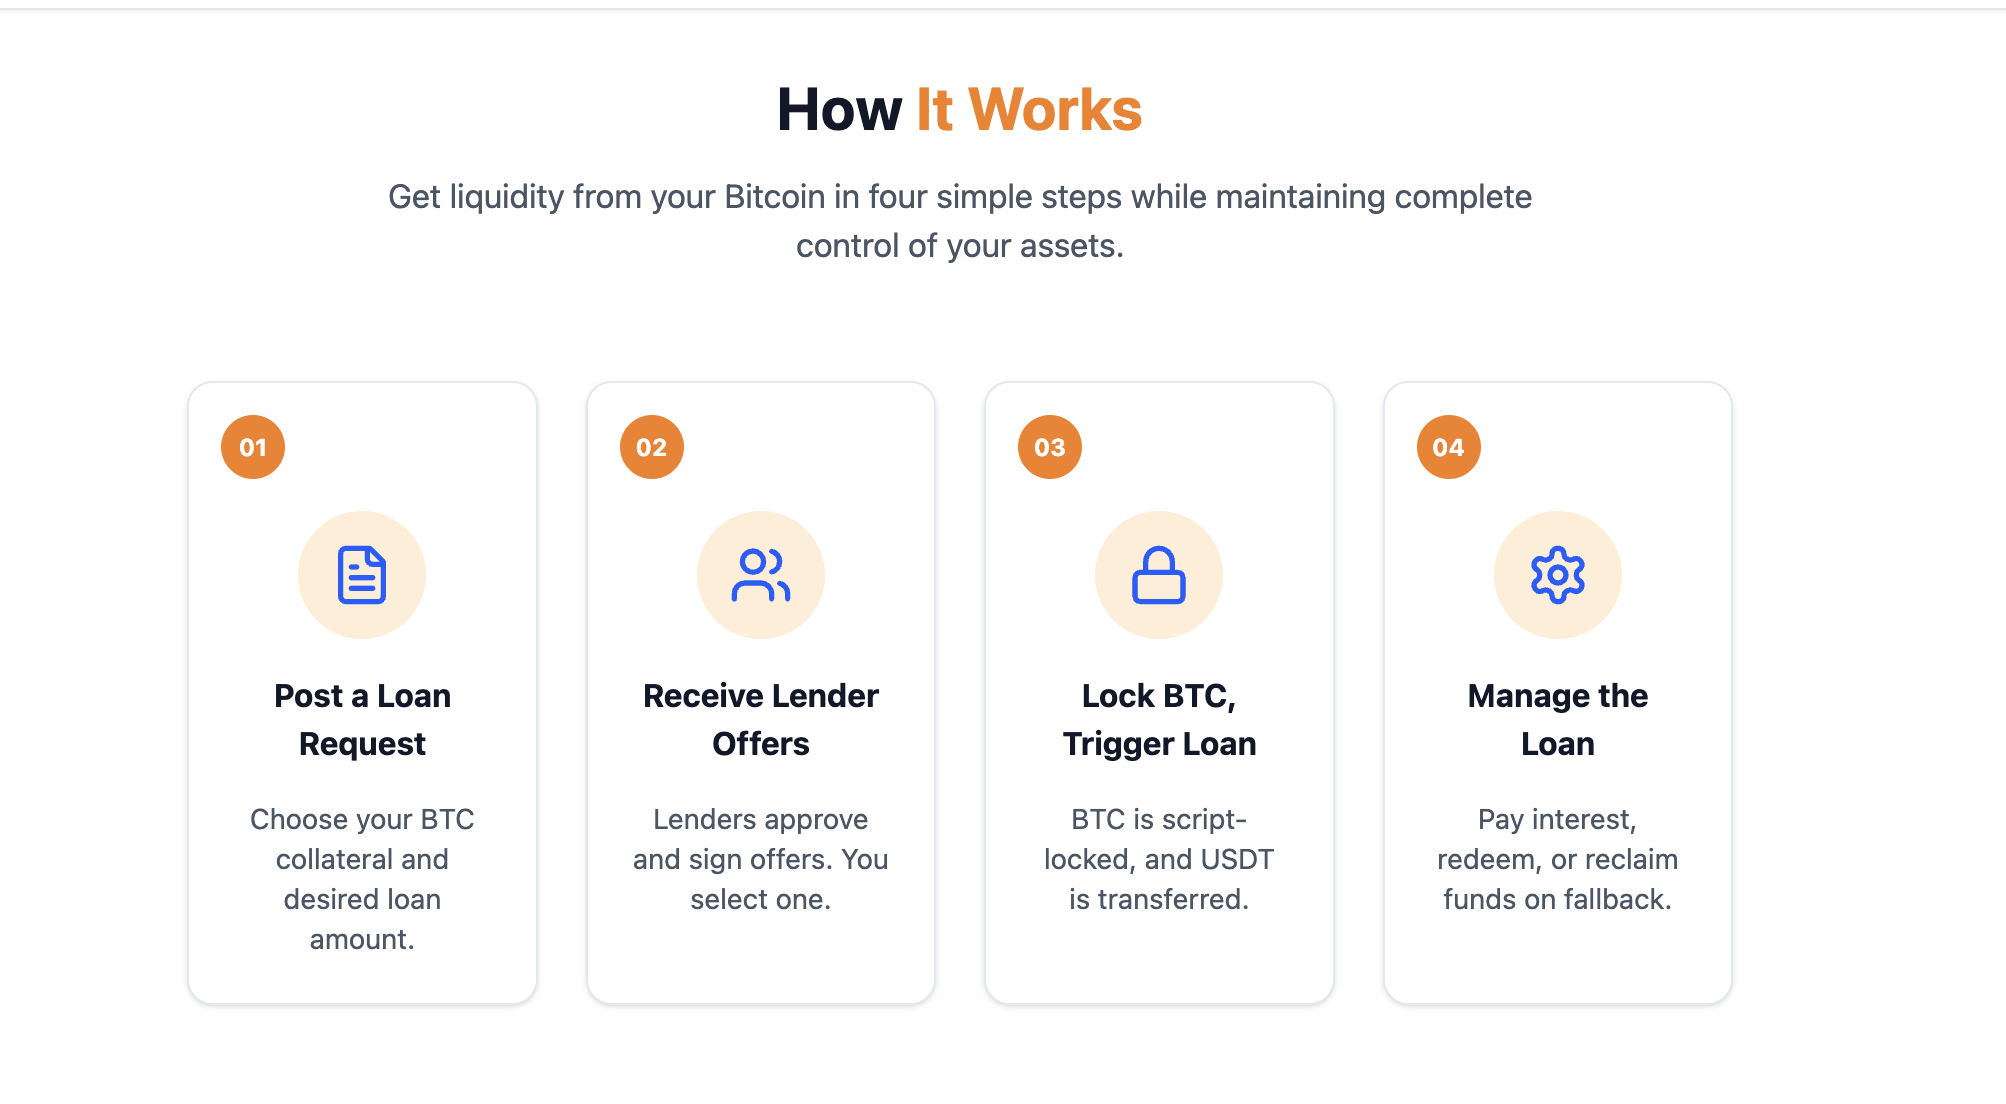 How It Works
Get liquidity from your Bitcoin in four simple steps while maintaining complete
control of your assets.
01
Post a Loan
Request
Choose your BTC
collateral and
desired loan
amount.
02
Receive Lender
Offers
Lenders approve
and sign offers. You
select one.
03
Lock BTC,
Trigger Loan
BTC is script-
locked, and USDT
is transferred.
04
Manage the
Loan
Pay interest,
redeem, or reclaim
funds on fallback.